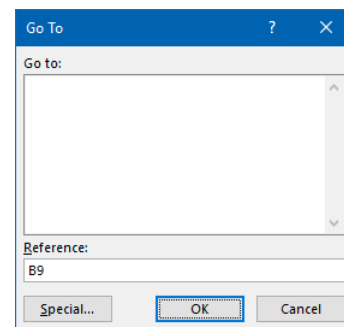 Go To ? ×
Go to:
Reference:
B9
Special... OK Cancel